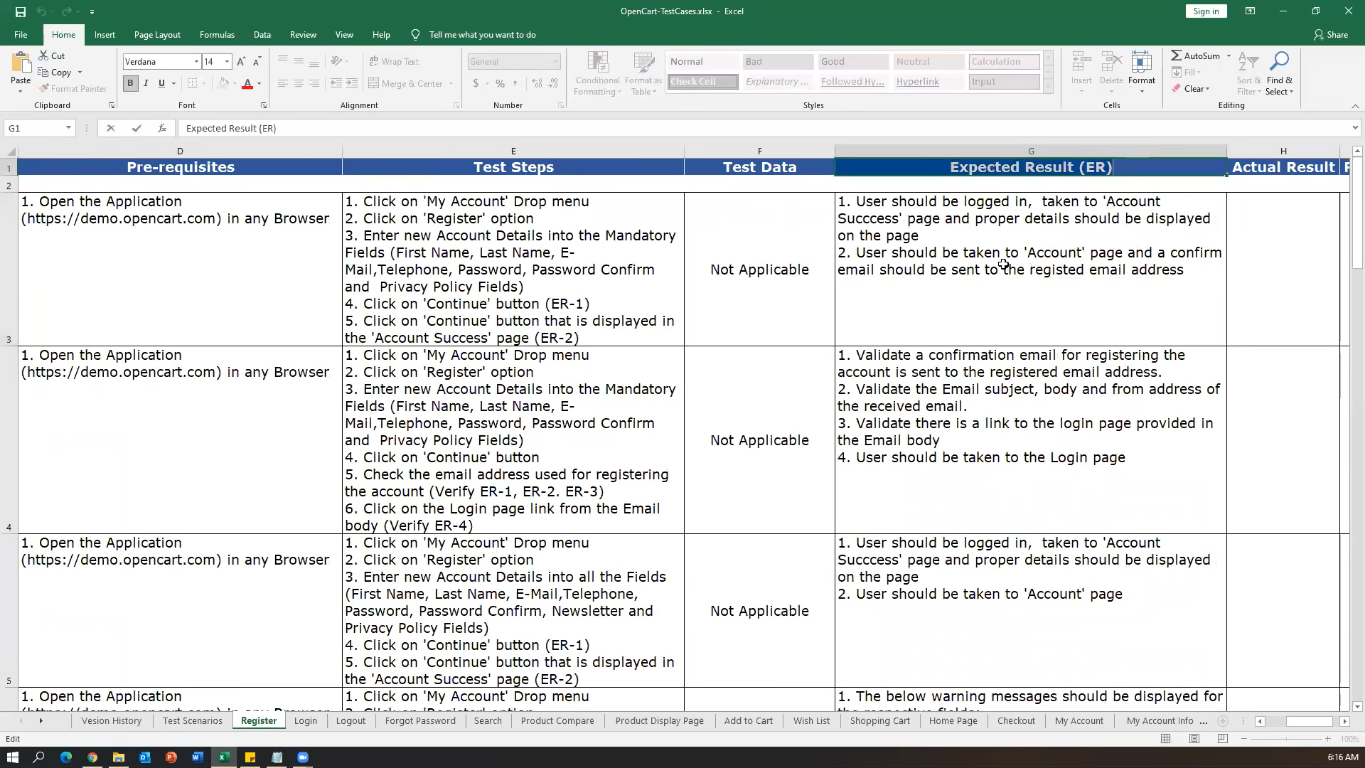 OpenCart-TestCases.xlsx - Excel
Sign in
File Home Insert Page Layout Formulas Data Review View Help Tell me what you want to do
Share
Paste
Cut
Copy
Format Painter
Clipboard
Verdana 14
B I U
Font
Wrap Text
Merge & Center
Alignment
General
$ % ,
Number
Conditional Formatting
Format as Table
Normal Bad Good Neutral Calculation
Check Cell Explanatory ... Followed Hy... Hyperlink Input
Styles
Insert Delete Format
Cells
AutoSum
Fill
Clear
Sort & Filter
Find & Select
Editing
G1 fx Expected Result (ER)
D E F G H
1 Pre-requisites Test Steps Test Data Expected Result (ER) Actual Result
2
3
1. Open the Application
(https://demo.opencart.com) in any Browser
1. Click on 'My Account' Drop menu
2. Click on 'Register' option
3. Enter new Account Details into the Mandatory
Fields (First Name, Last Name, E-
Mail,Telephone, Password, Password Confirm
and  Privacy Policy Fields)
4. Click on 'Continue' button (ER-1)
5. Click on 'Continue' button that is displayed in
the 'Account Success' page (ER-2)
Not Applicable
1. User should be logged in,  taken to 'Account
Succcess' page and proper details should be displayed
on the page
2. User should be taken to 'Account' page and a confirm
email should be sent to the registed email address
4
1. Open the Application
(https://demo.opencart.com) in any Browser
1. Click on 'My Account' Drop menu
2. Click on 'Register' option
3. Enter new Account Details into the Mandatory
Fields (First Name, Last Name, E-
Mail,Telephone, Password, Password Confirm
and  Privacy Policy Fields)
4. Click on 'Continue' button
5. Check the email address used for registering
the account (Verify ER-1, ER-2. ER-3)
6. Click on the Login page link from the Email
body (Verify ER-4)
Not Applicable
1. Validate a confirmation email for registering the
account is sent to the registered email address.
2. Validate the Email subject, body and from address of
the received email.
3. Validate there is a link to the login page provided in
the Email body
4. User should be taken to the Login page
5
1. Open the Application
(https://demo.opencart.com) in any Browser
1. Click on 'My Account' Drop menu
2. Click on 'Register' option
3. Enter new Account Details into all the Fields
(First Name, Last Name, E-Mail,Telephone,
Password, Password Confirm, Newsletter and
Privacy Policy Fields)
4. Click on 'Continue' button (ER-1)
5. Click on 'Continue' button that is displayed in
the 'Account Success' page (ER-2)
Not Applicable
1. User should be logged in,  taken to 'Account
Succcess' page and proper details should be displayed
on the page
2. User should be taken to 'Account' page
1. Open the Application
1. Click on 'My Account' Drop menu
1. The below warning messages should be displayed for
Vesion History Test Scenarios Register Login Logout Forgot Password Search Product Compare Product Display Page Add to Cart Wish List Shopping Cart Home Page Checkout My Account My Account Info ...
Edit
100%
6:16 AM